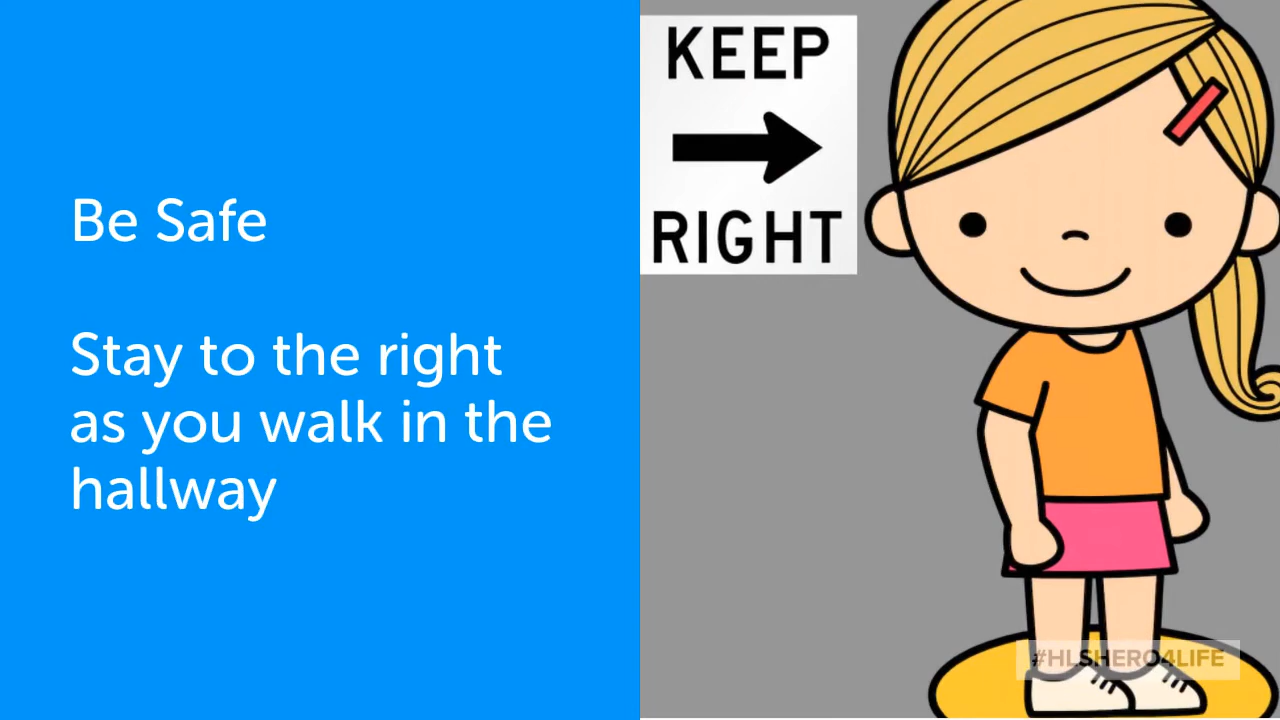 Be Safe
Stay to the right
as you walk in the
hallway
KEEP
RIGHT
#HLSHERO4LIFE